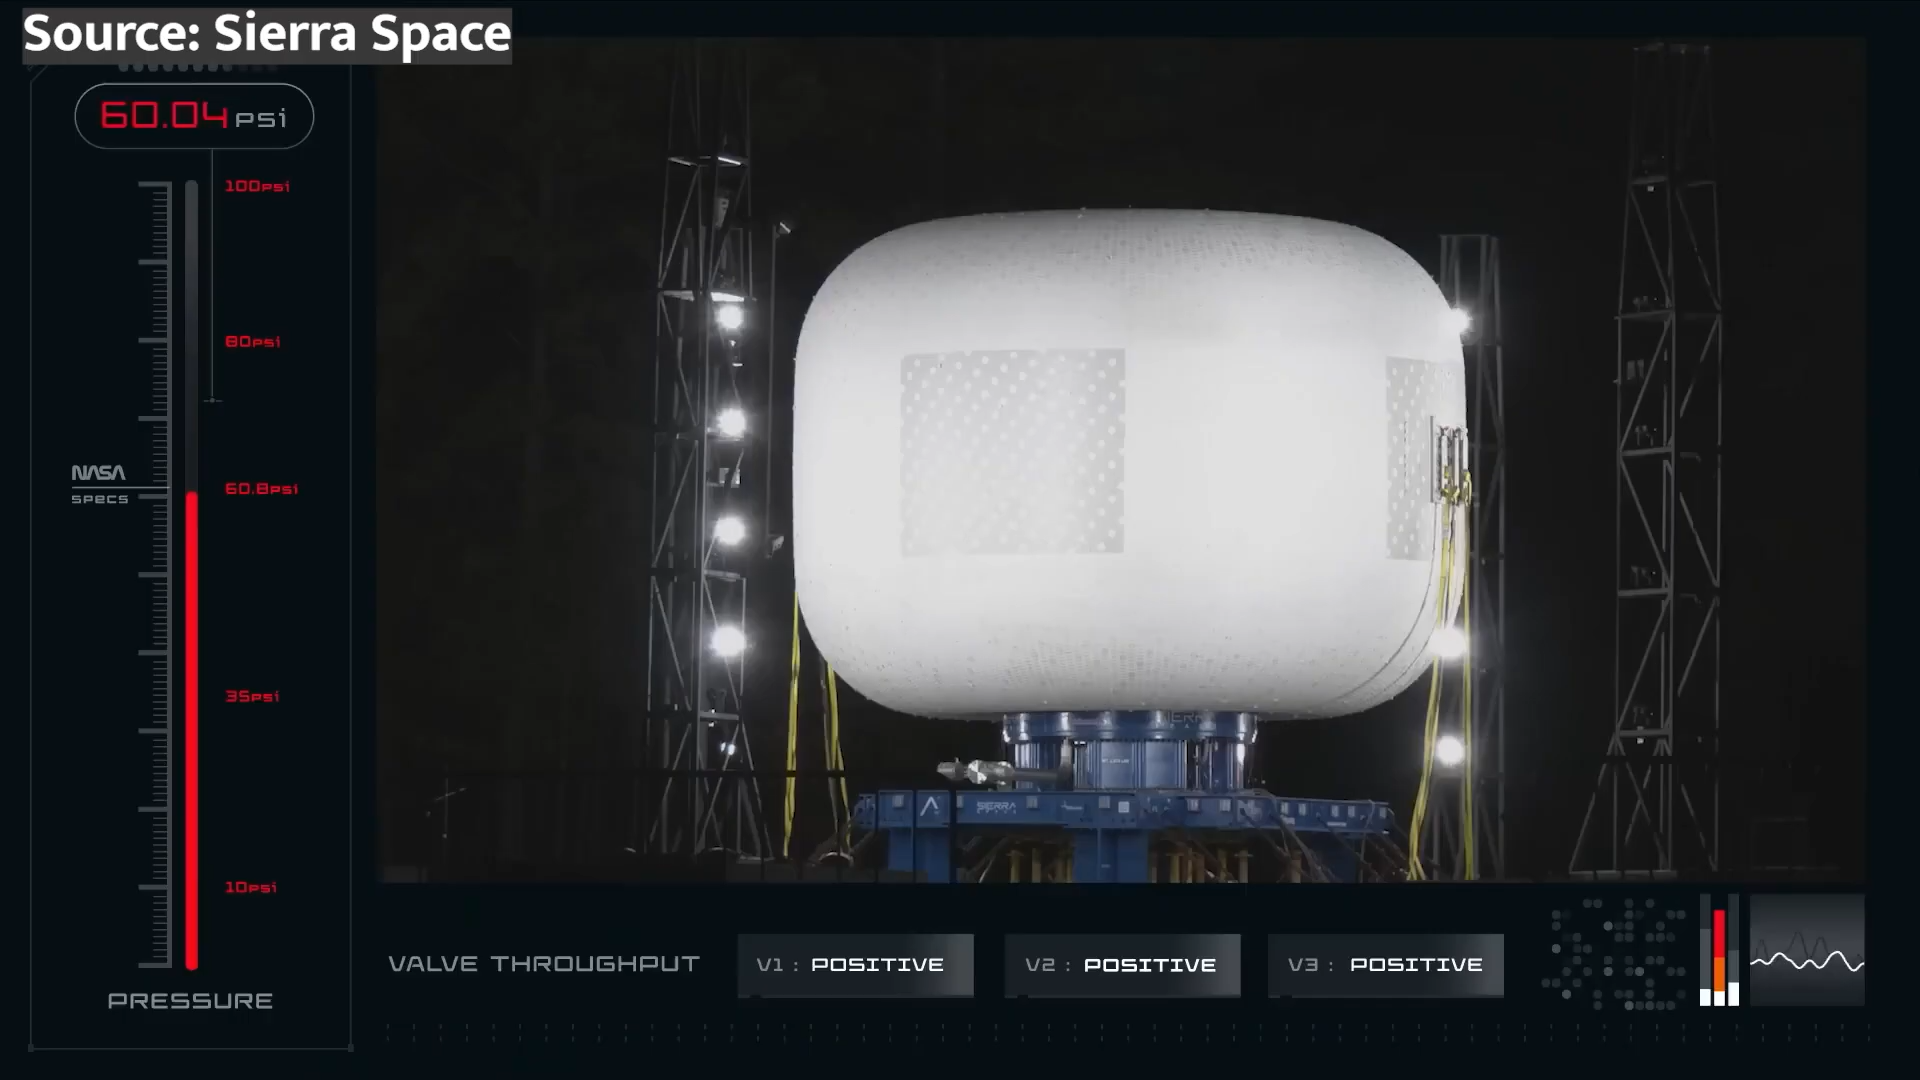 Source: Sierra Space
60.04 psi
100psi
80psi
NASA
specs
60.8psi
35psi
10psi
PRESSURE
SIERRA
VALVE THROUGHPUT
V1 : POSITIVE
V2 : POSITIVE
V3 : POSITIVE